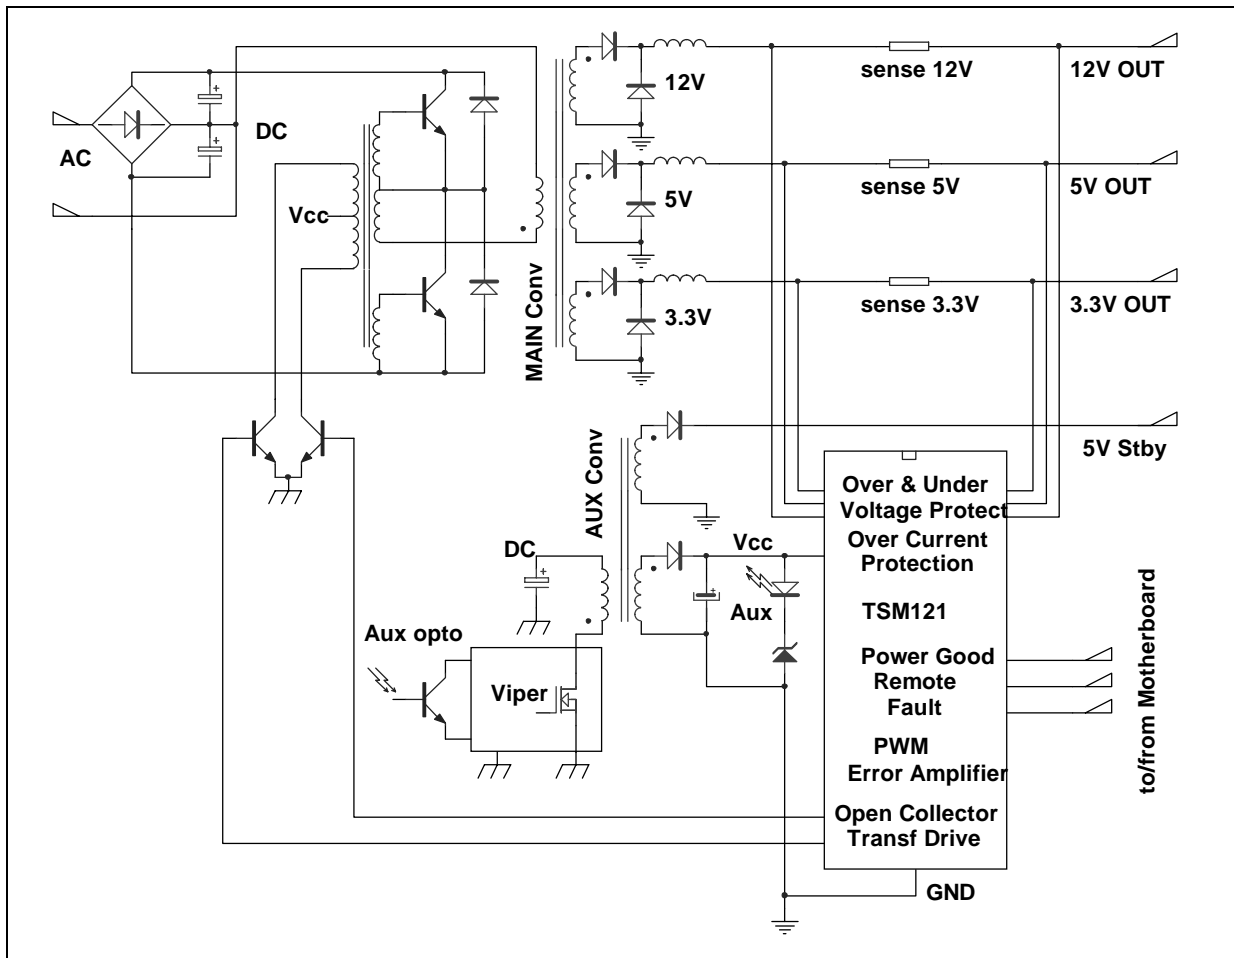 12V
sense 12V
12V OUT
AC
DC
5V
sense 5V
5V OUT
Vcc
MAIN Conv
3.3V
sense 3.3V
3.3V OUT
AUX Conv
5V Stby
Over & Under
Voltage Protect
Over Current
Protection
TSM121
Power Good
Remote
Fault
PWM
Error Amplifier
Open Collector
Transf Drive
DC
Vcc
Aux
Aux opto
Viper
to/from Motherboard
GND